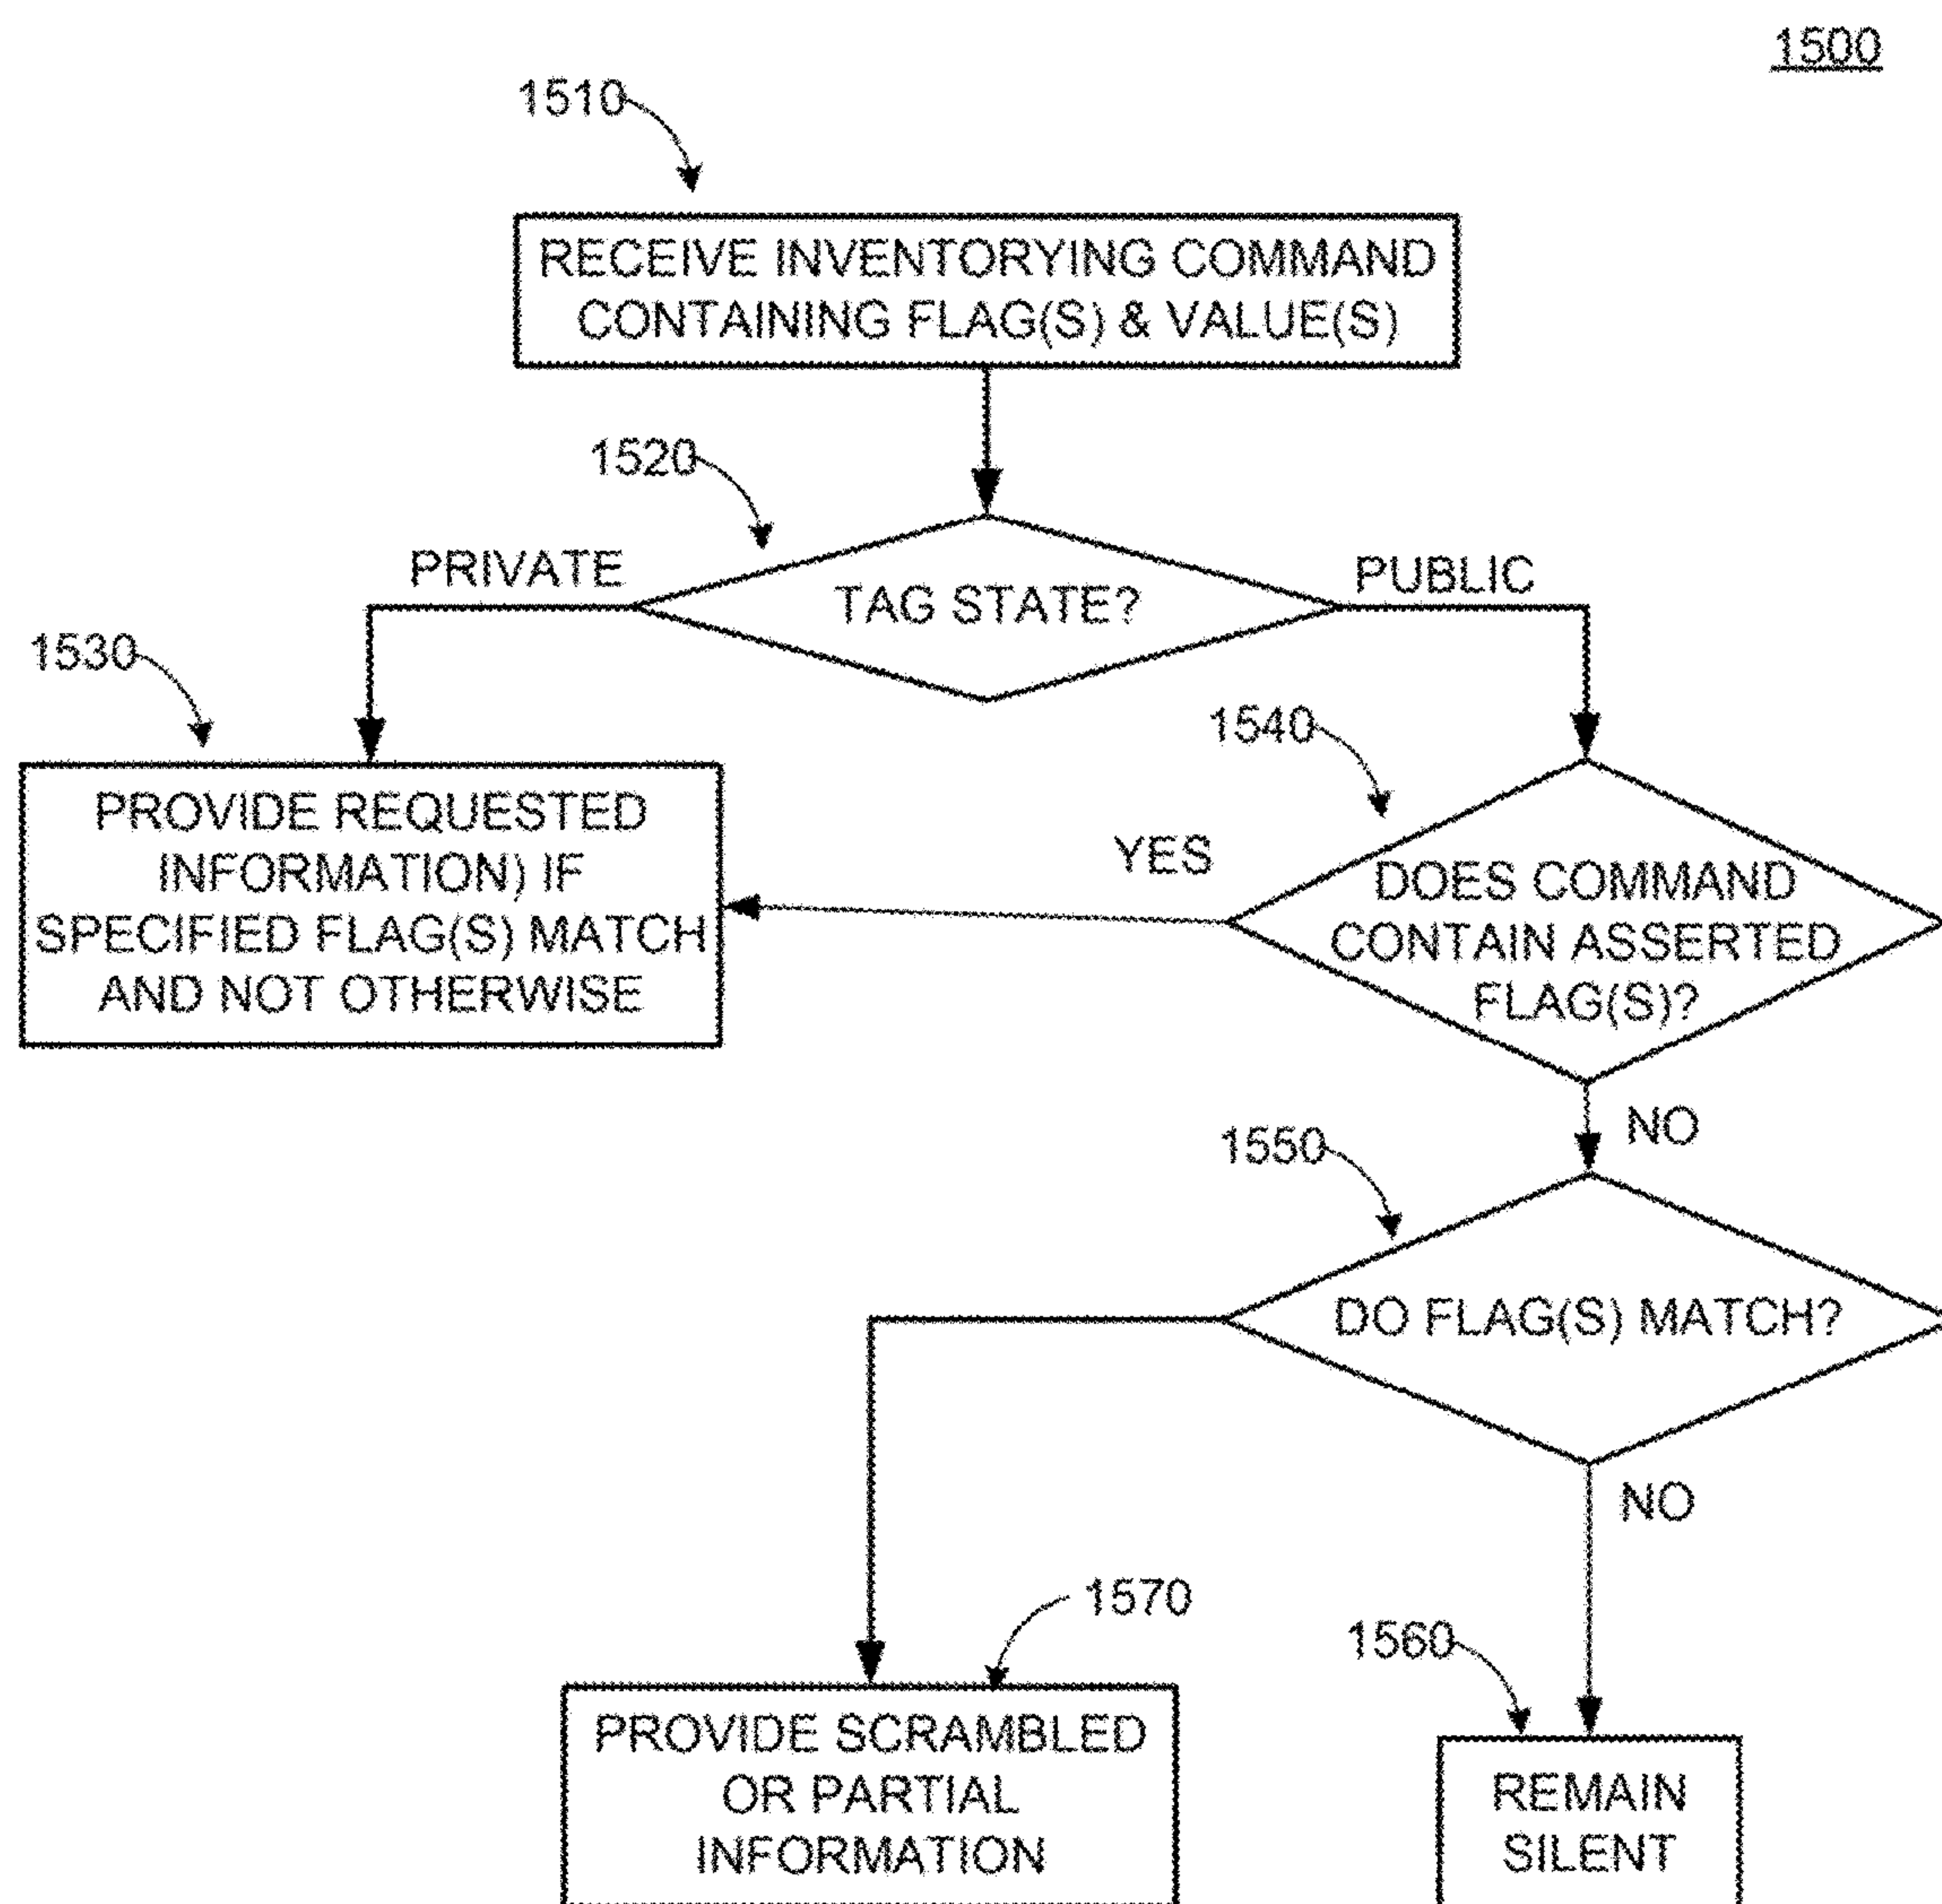 1500
1510
RECEIVE INVENTORYING COMMAND
CONTAINING FLAG(S) & VALUE(S)
1520
PRIVATE
TAG STATE?
PUBLIC
1530
PROVIDE REQUESTED
INFORMATION) IF
SPECIFIED FLAG(S) MATCH
AND NOT OTHERWISE
1540
YES
DOES COMMAND
CONTAIN ASSERTED
FLAG(S)?
NO
1550
DO FLAG(S) MATCH?
NO
1570
PROVIDE SCRAMBLED
OR PARTIAL
INFORMATION
1560
REMAIN
SILENT